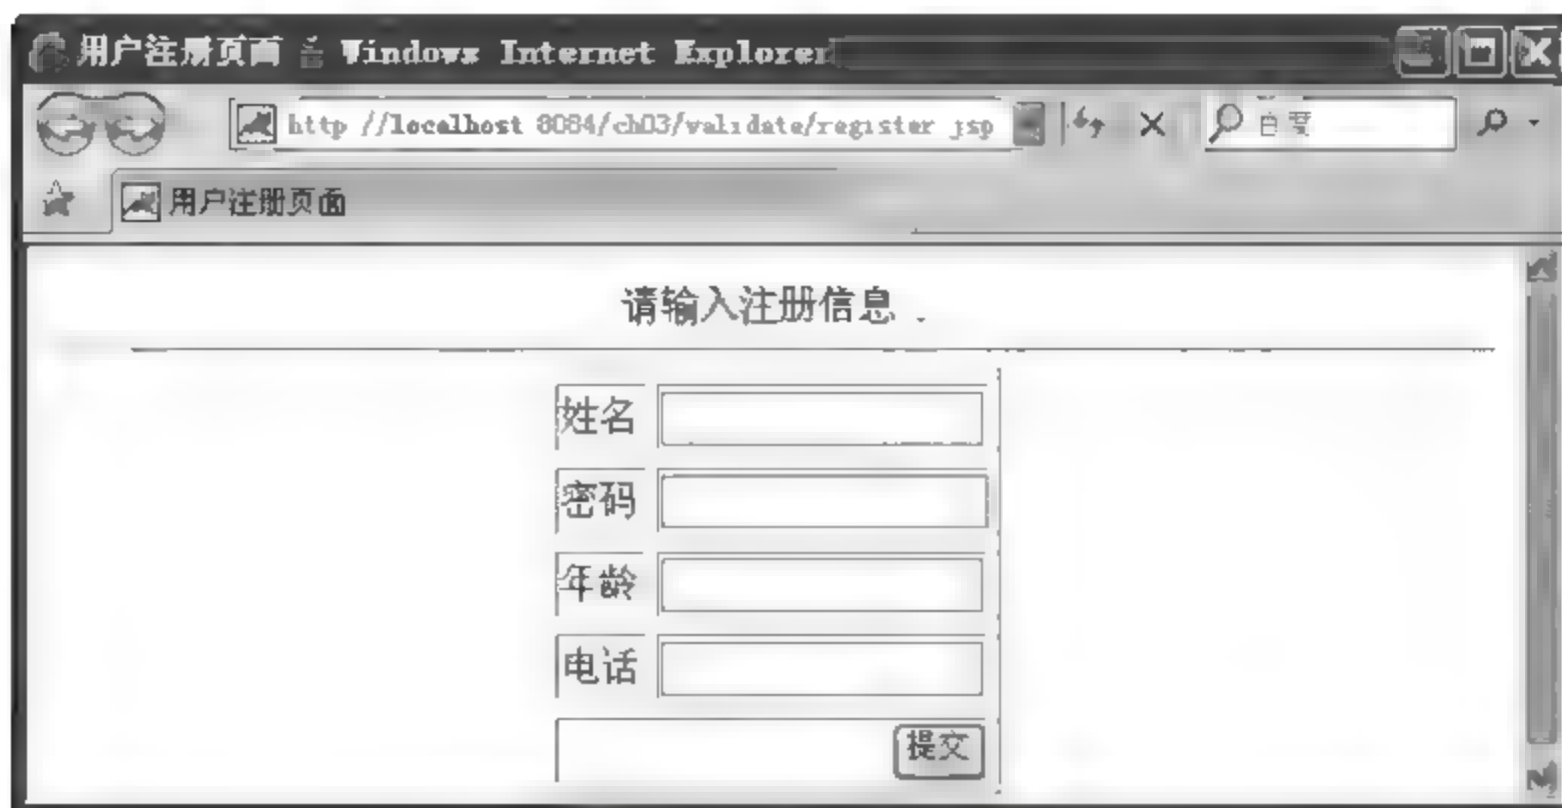 用户注册页面 Windows Internet Explorer
http //localhost 8084/ch03/validate/register jsp
用户注册页面
请输入注册信息
姓名
密码
年龄
电话
提交